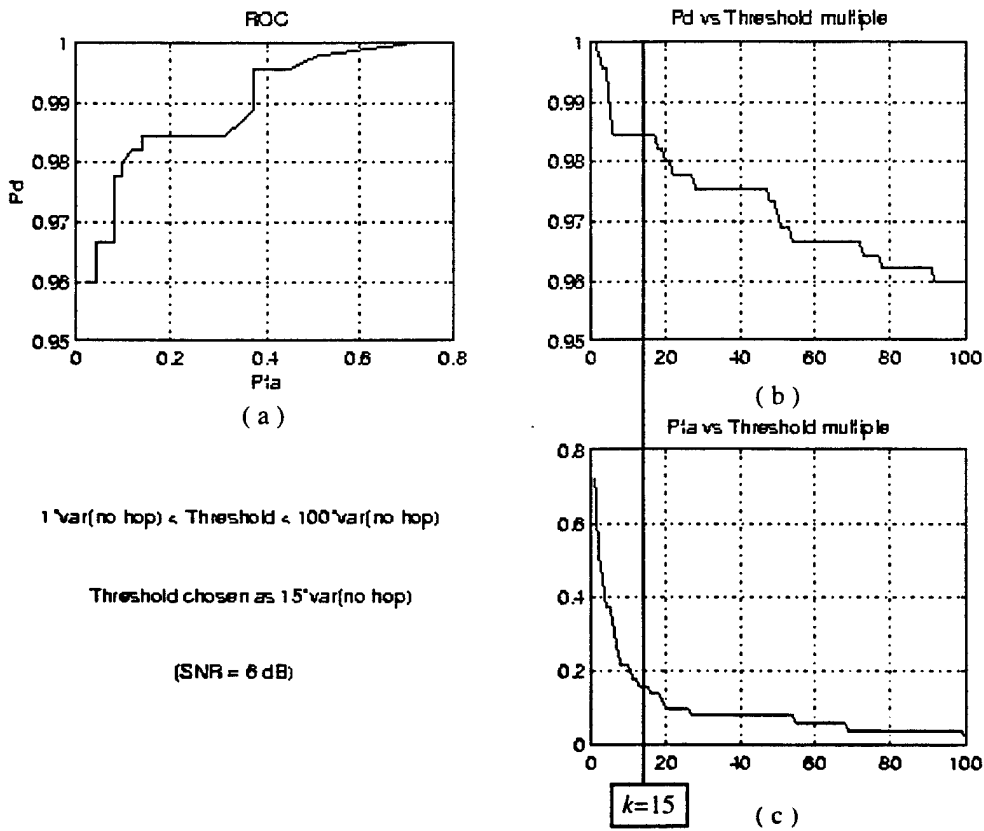 ROC
1
0.99
0.98
0.97
0.96
0.95
Pd
0 0.2 0.4 0.6 0.8
Pfa
( a )
Pd vs Threshold multiple
1
0.99
0.98
0.97
0.96
0.95
0 20 40 60 80 100
( b )
1*var(no hop) < Threshold < 100*var(no hop)
Threshold chosen as 15*var(no hop)
(SNR = 6 dB)
Pfa vs Threshold multiple
0.8
0.6
0.4
0.2
0
0 20 40 60 80 100
k=15
( c )